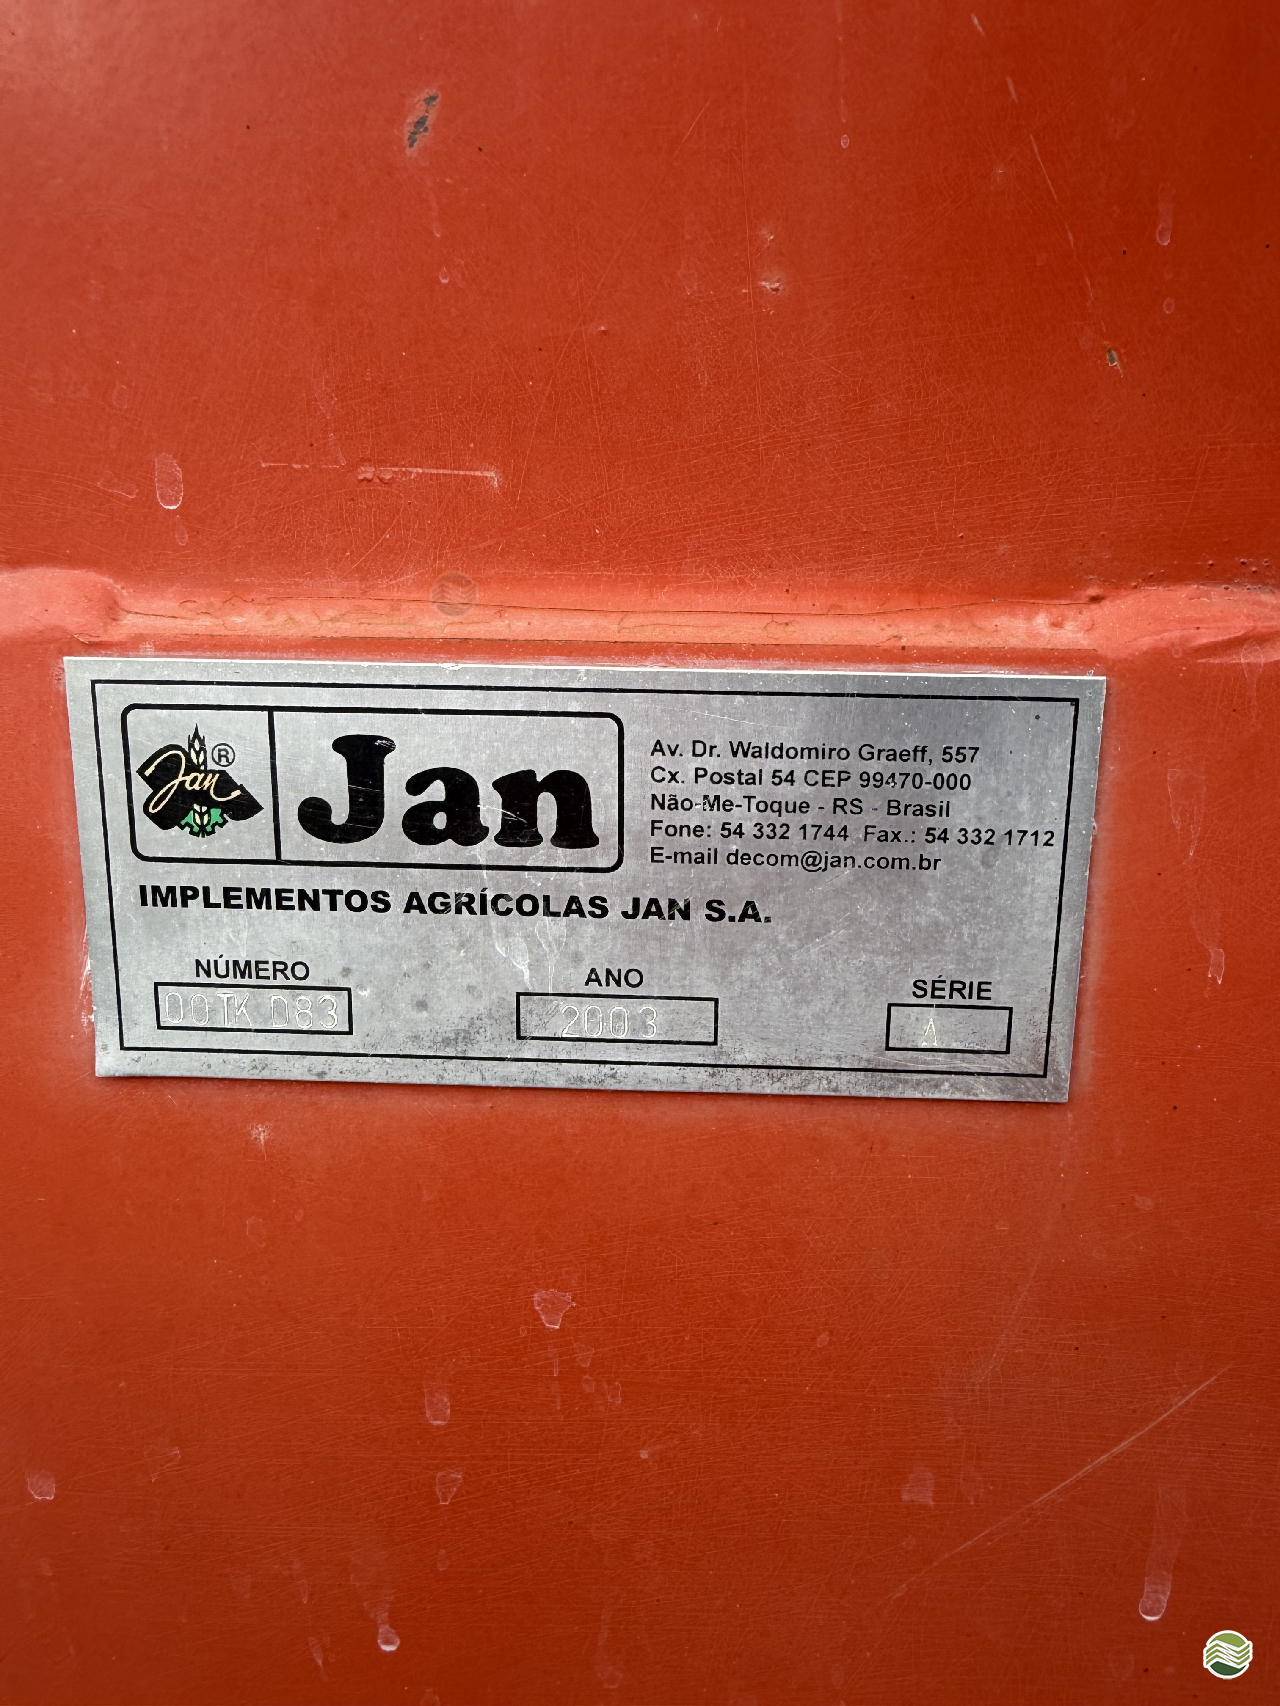 Jan ®
Jan
Av. Dr. Waldomiro Graeff, 557
Cx. Postal 54 CEP 99470-000
Não-Me-Toque - RS - Brasil
Fone: 54 332 1744 Fax.: 54 332 1712
E-mail decom@jan.com.br
IMPLEMENTOS AGRÍCOLAS JAN S.A.
NÚMERO
ANO
SÉRIE
2003
A